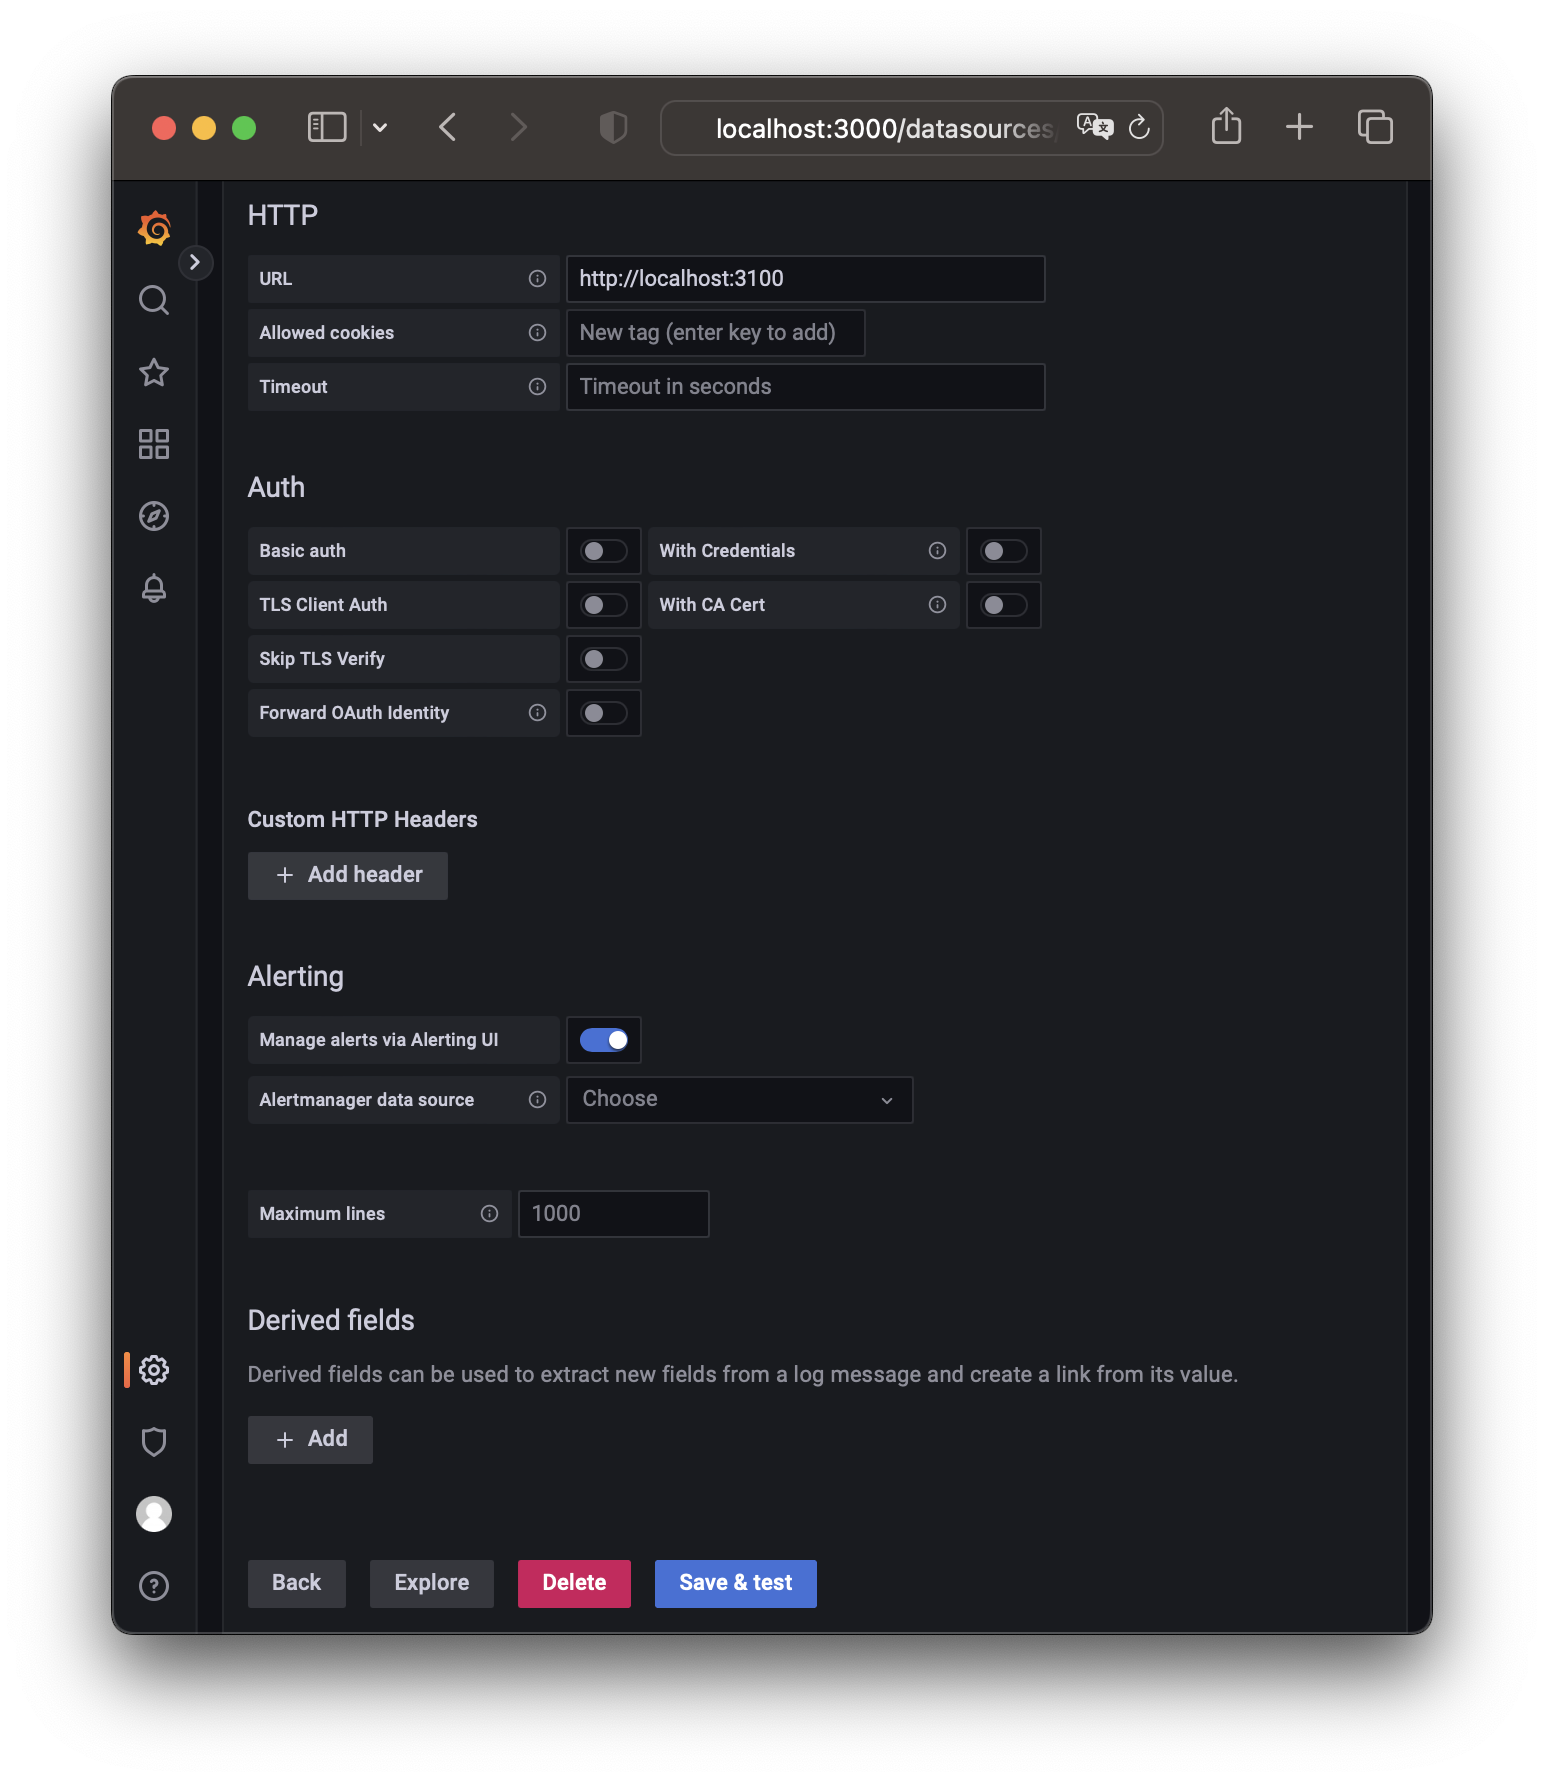 localhost:3000/datasources/
HTTP
URL
http://localhost:3100
Allowed cookies
New tag (enter key to add)
Timeout
Timeout in seconds
Auth
Basic auth
With Credentials
TLS Client Auth
With CA Cert
Skip TLS Verify
Forward OAuth Identity
Custom HTTP Headers
+ Add header
Alerting
Manage alerts via Alerting UI
Alertmanager data source
Choose
Maximum lines
1000
Derived fields
Derived fields can be used to extract new fields from a log message and create a link from its value.
+ Add
Back
Explore
Delete
Save & test